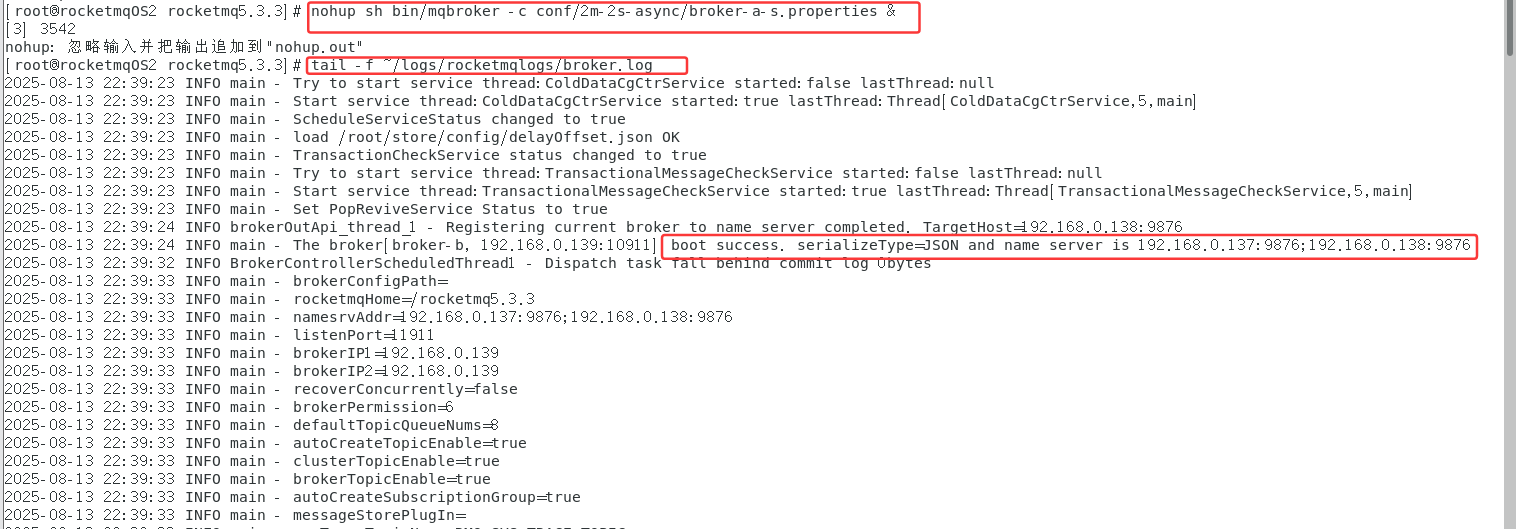 [root@rocketmqOS2 rocketmq5.3.3]# nohup sh bin/mqbroker -c conf/2m-2s-async/broker-a-s.properties &
[3] 3542
nohup: 忽略输入并把输出追加到"nohup.out"
[root@rocketmqOS2 rocketmq5.3.3]# tail -f ~/logs/rocketmqlogs/broker.log
2025-08-13 22:39:23 INFO main - Try to start service thread:ColdDataCgCtrService started:false lastThread:null
2025-08-13 22:39:23 INFO main - Start service thread:ColdDataCgCtrService started:true lastThread:Thread[ColdDataCgCtrService,5,main]
2025-08-13 22:39:23 INFO main - ScheduleServiceStatus changed to true
2025-08-13 22:39:23 INFO main - load /root/store/config/delayOffset.json OK
2025-08-13 22:39:23 INFO main - TransactionCheckService status changed to true
2025-08-13 22:39:23 INFO main - Try to start service thread:TransactionalMessageCheckService started:false lastThread:null
2025-08-13 22:39:23 INFO main - Start service thread:TransactionalMessageCheckService started:true lastThread:Thread[TransactionalMessageCheckService,5,main]
2025-08-13 22:39:23 INFO main - Set PopReviveService Status to true
2025-08-13 22:39:24 INFO brokerOutApi_thread_1 - Registering current broker to name server completed. TargetHost=192.168.0.138:9876
2025-08-13 22:39:24 INFO main - The broker[broker-b, 192.168.0.139:10911] boot success. serializeType=JSON and name server is 192.168.0.137:9876;192.168.0.138:9876
2025-08-13 22:39:32 INFO BrokerControllerScheduledThread1 - Dispatch task fall behind commit log 0bytes
2025-08-13 22:39:33 INFO main - brokerConfigPath=
2025-08-13 22:39:33 INFO main - rocketmqHome=/rocketmq5.3.3
2025-08-13 22:39:33 INFO main - namesrvAddr=192.168.0.137:9876;192.168.0.138:9876
2025-08-13 22:39:33 INFO main - listenPort=11911
2025-08-13 22:39:33 INFO main - brokerIP1=192.168.0.139
2025-08-13 22:39:33 INFO main - brokerIP2=192.168.0.139
2025-08-13 22:39:33 INFO main - recoverConcurrently=false
2025-08-13 22:39:33 INFO main - brokerPermission=6
2025-08-13 22:39:33 INFO main - defaultTopicQueueNums=8
2025-08-13 22:39:33 INFO main - autoCreateTopicEnable=true
2025-08-13 22:39:33 INFO main - clusterTopicEnable=true
2025-08-13 22:39:33 INFO main - brokerTopicEnable=true
2025-08-13 22:39:33 INFO main - autoCreateSubscriptionGroup=true
2025-08-13 22:39:33 INFO main - messageStorePlugIn=